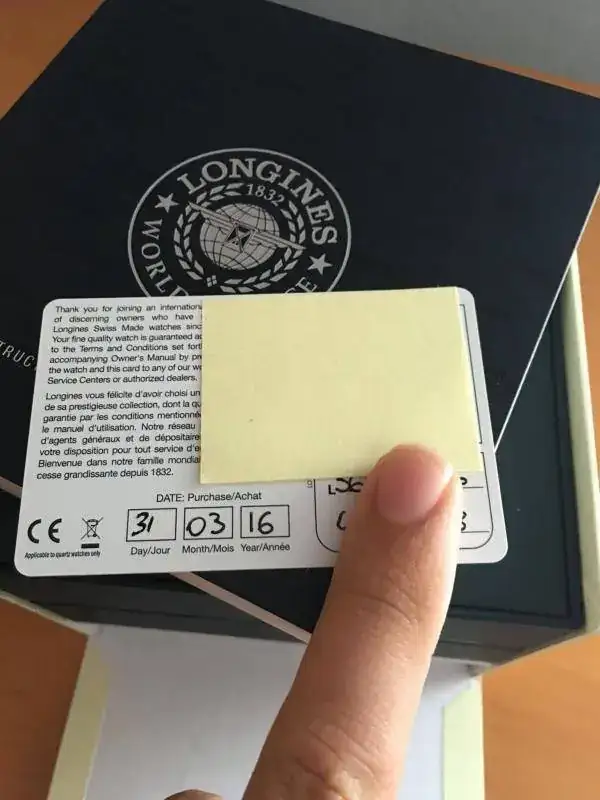 LONGINES
1832
WORL
E
TRUC
Thank you for joining an internation
of discerning owners who have
Longines Swiss Made watches sinc
Your fine quality watch is guaranteed ac
to the Terms and Conditions set fort
accompanying Owner's Manual by pr
the watch and this card to any of our wo
Service Centers or authorized dealers.
Longines vous félicite d'avoir choisi un
de sa prestigieuse collection, dont la qu
garantie par les conditions mentionné
le manuel d'utilisation. Notre réseau
d'agents généraux et de dépositaire
votre disposition pour tout service d'e
Bienvenue dans notre famille mondia
cesse grandissante depuis 1832.
DATE: Purchase/Achat
CE
31 03 16
Day/Jour Month/Mois Year/Année
Applicable to quartz watches only